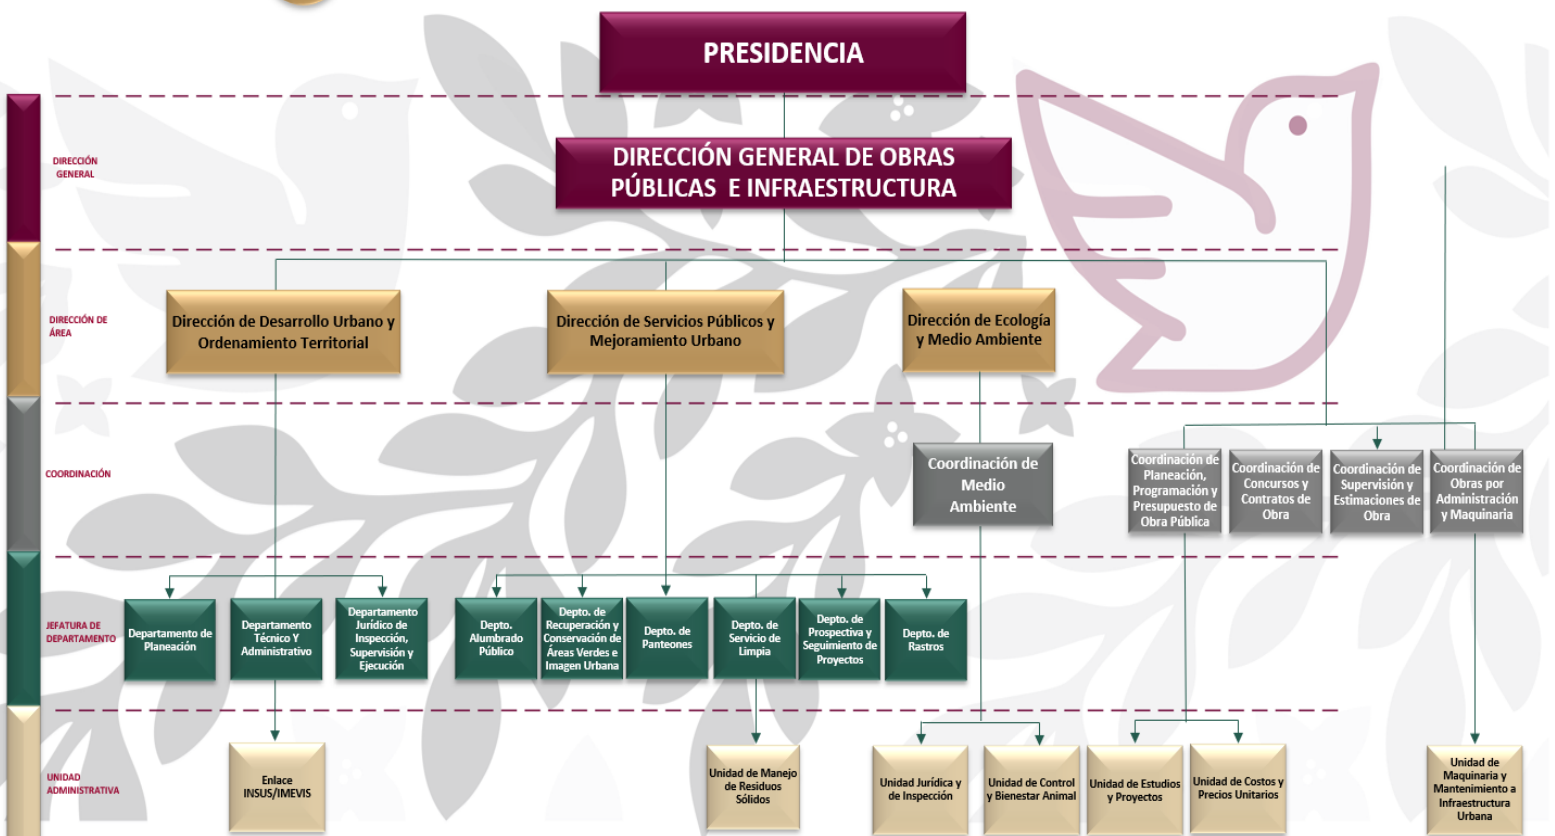 PRESIDENCIA
DIRECCIÓN
GENERAL
DIRECCIÓN GENERAL DE OBRAS
PÚBLICAS E INFRAESTRUCTURA
DIRECCIÓN DE
ÁREA
Dirección de Desarrollo Urbano y
Ordenamiento Territorial
Dirección de Servicios Públicos y
Mejoramiento Urbano
Dirección de Ecología
y Medio Ambiente
COORDINACIÓN
Coordinación de
Medio
Ambiente
Coordinación de
Planeación,
Programación y
Presupuesto de
Obra Pública
Coordinación de
Concursos y
Contratos de
Obra
Coordinación de
Supervisión y
Estimaciones de
Obra
Coordinación de
Obras por
Administración
y Maquinaria
JEFATURA DE
DEPARTAMENTO
Departamento de
Planeación
Departamento
Técnico Y
Administrativo
Departamento
Jurídico de
Inspección,
Supervisión y
Ejecución
Depto.
Alumbrado
Público
Depto. de
Recuperación y
Conservación de
Áreas Verdes e
Imagen Urbana
Depto. de
Panteones
Depto. de
Servicio de
Limpia
Depto. de
Prospectiva y
Seguimiento de
Proyectos
Depto. de
Rastros
UNIDAD
ADMINISTRATIVA
Enlace
INSUS/IMEVIS
Unidad de Manejo
de Residuos
Sólidos
Unidad Jurídica y
de Inspección
Unidad de Control
y Bienestar Animal
Unidad de Estudios
y Proyectos
Unidad de Costos y
Precios Unitarios
Unidad de
Maquinaria y
Mantenimiento a
Infraestructura
Urbana